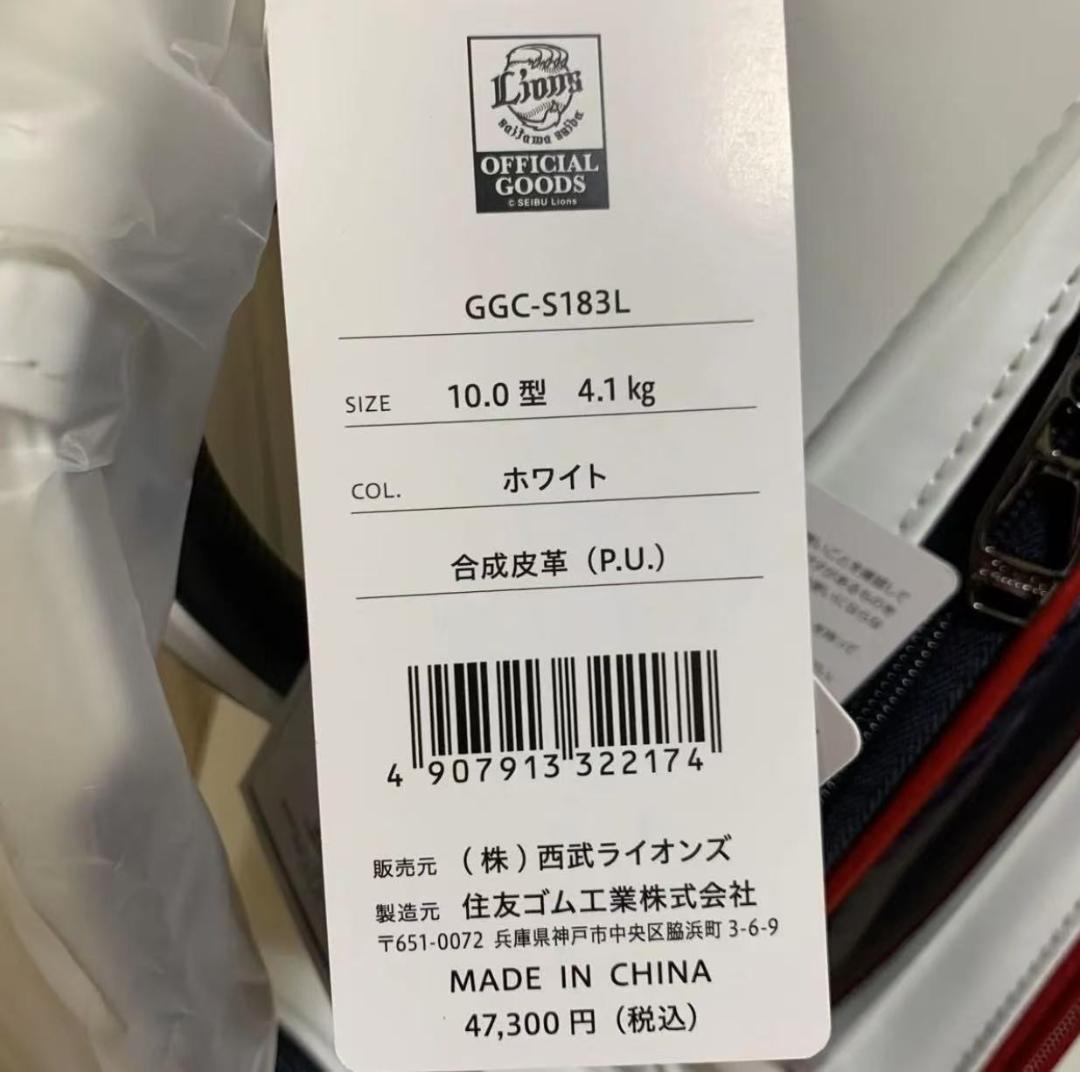 Lions
Saitama Seibu
OFFICIAL
GOODS
© SEIBU Lions
GGC-S183L
SIZE 10.0 型 4.1 kg
COL. ホワイト
合成皮革（P.U.）
4 907913 322174
販売元 （株）西武ライオンズ
製造元 住友ゴム工業株式会社
〒651-0072 兵庫県神戸市中央区脇浜町 3-6-9
MADE IN CHINA
47,300 円（税込）